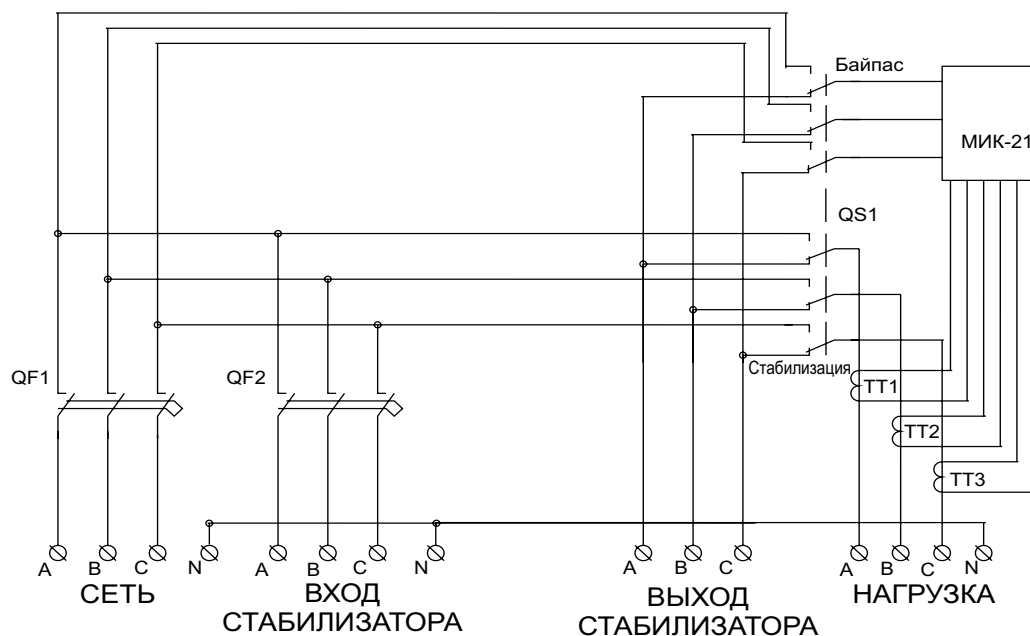 Байпас
МИК-21
QS1
QF1
QF2
Стабилизация
ТТ1
ТТ2
ТТ3
A B C N A B C N A B C A B C N
СЕТЬ
ВХОД
СТАБИЛИЗАТОРА
ВЫХОД
СТАБИЛИЗАТОРА
НАГРУЗКА